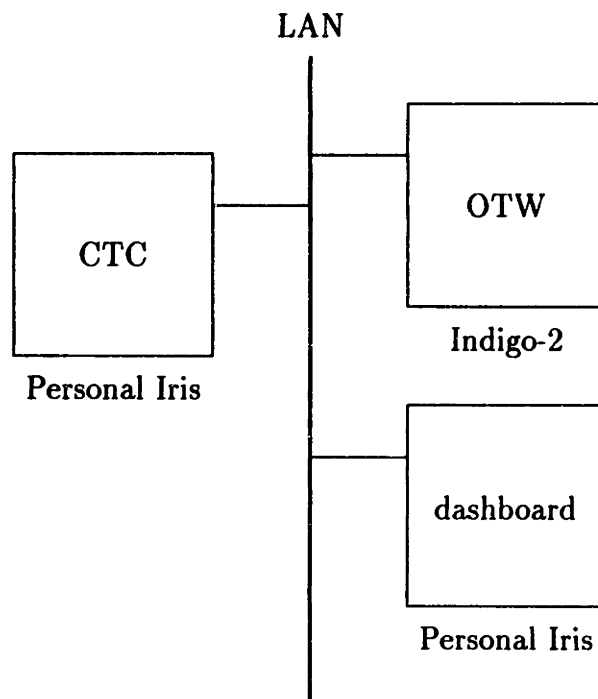 LAN
CTC
Personal Iris
OTW
Indigo-2
dashboard
Personal Iris